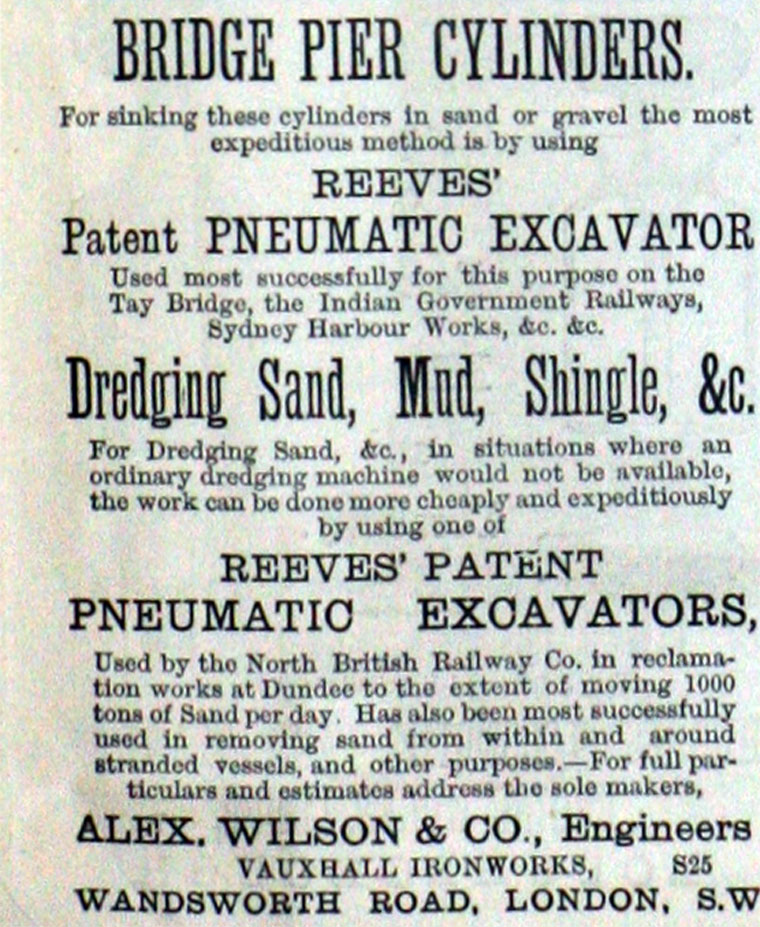 BRIDGE PIER CYLINDERS.
For sinking these cylinders in sand or gravel the most
expeditious method is by using
REEVES'
Patent PNEUMATIC EXCAVATOR
Used most successfully for this purpose on the
Tay Bridge, the Indian Government Railways,
Sydney Harbour Works, &c. &c.
Dredging Sand, Mud, Shingle, &c.
For Dredging Sand, &c., in situations where an
ordinary dredging machine would not be available,
the work can be done more cheaply and expeditiously
by using one of
REEVES' PATENT
PNEUMATIC EXCAVATORS,
Used by the North British Railway Co. in reclama-
tion works at Dundee to the extent of moving 1000
tons of Sand per day. Has also been most successfully
used in removing sand from within and around
stranded vessels, and other purposes.—For full par-
ticulars and estimates address the sole makers,
ALEX. WILSON & CO., Engineers
VAUXHALL IRONWORKS, S25
WANDSWORTH ROAD, LONDON, S.W